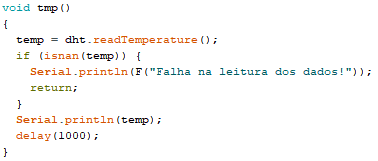 void tmp()
{
  temp = dht.readTemperature();
  if (isnan(temp)) {
    Serial.println(F("Falha na leitura dos dados!"));
    return;
  }
  Serial.println(temp);
  delay(1000);
}